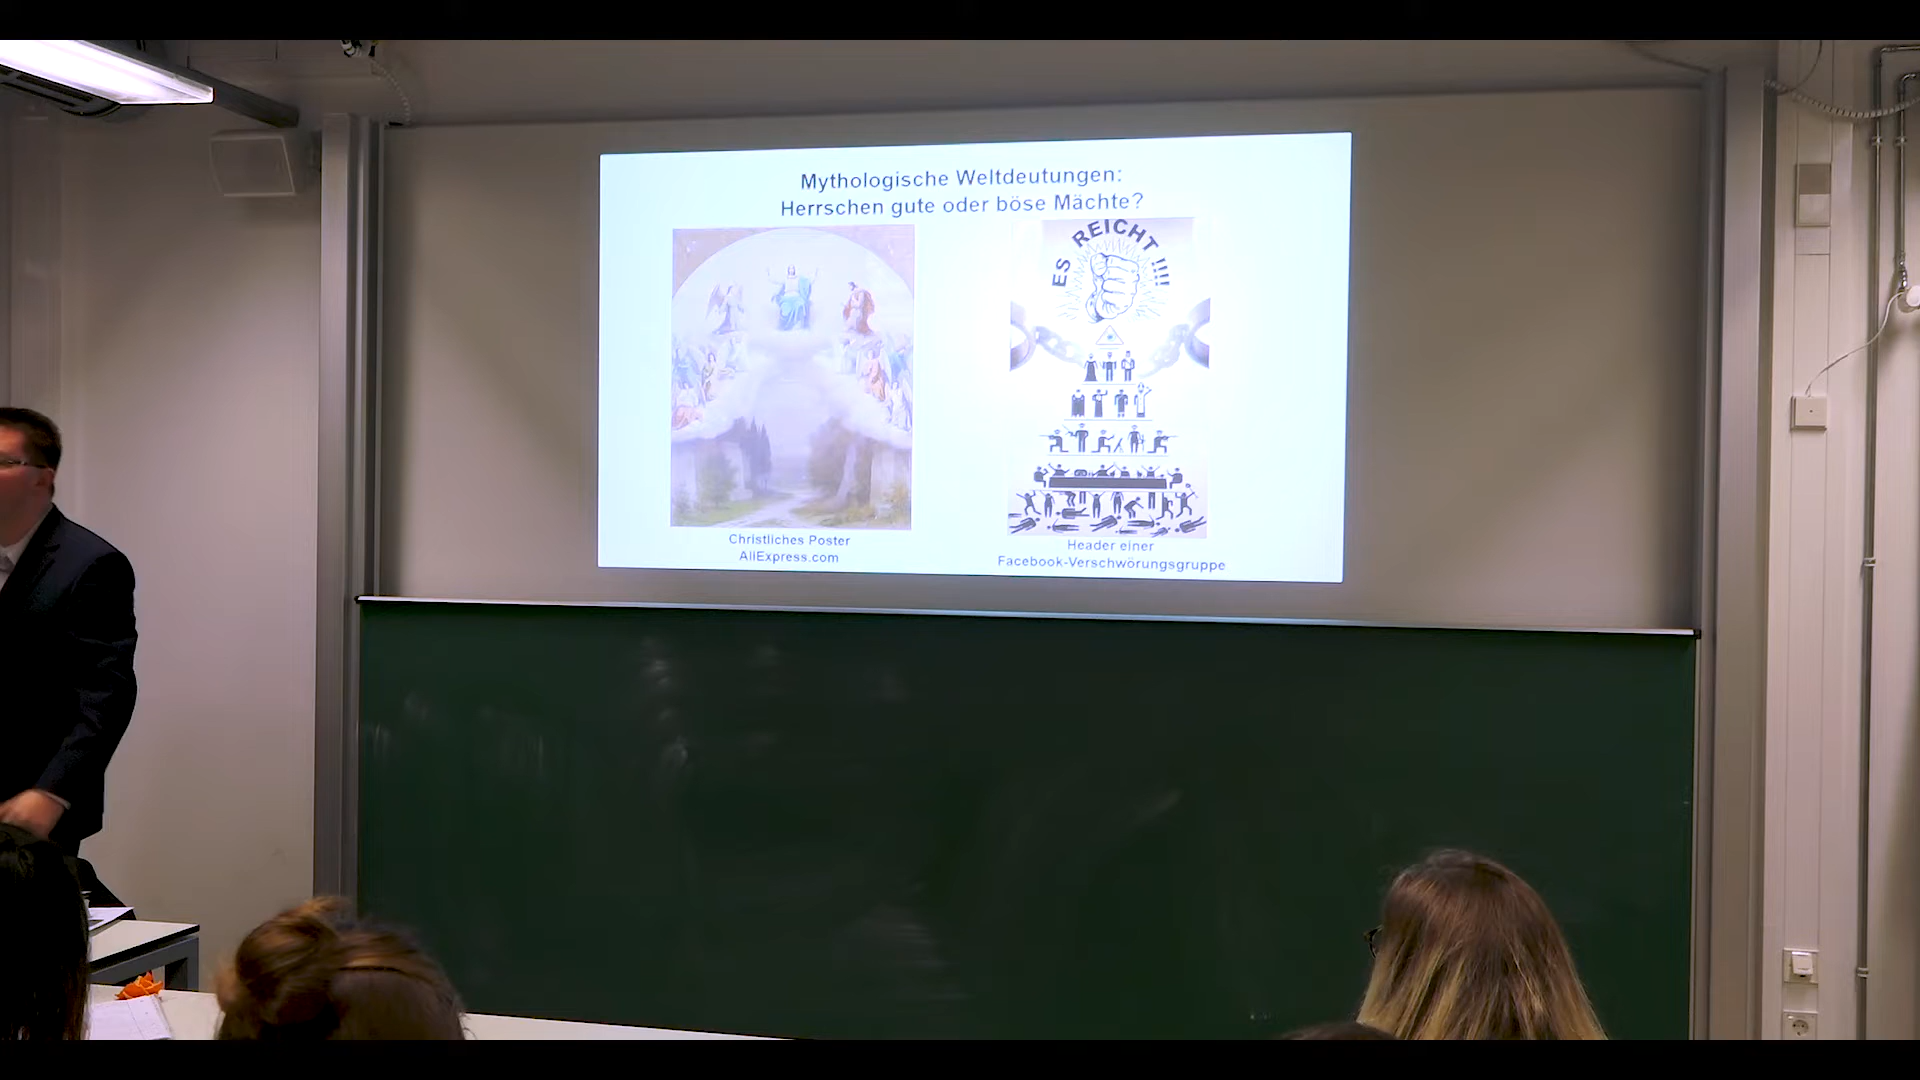 Mythologische Weltdeutungen:
Herrschen gute oder böse Mächte?
ES REICHT !!!!
Christliches Poster
AliExpress.com
Header einer
Facebook-Verschwörungsgruppe